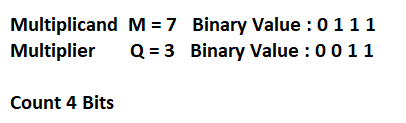 Multiplicand M = 7 Binary Value : 0 1 1 1
Multiplier Q = 3 Binary Value : 0 0 1 1
Count 4 Bits